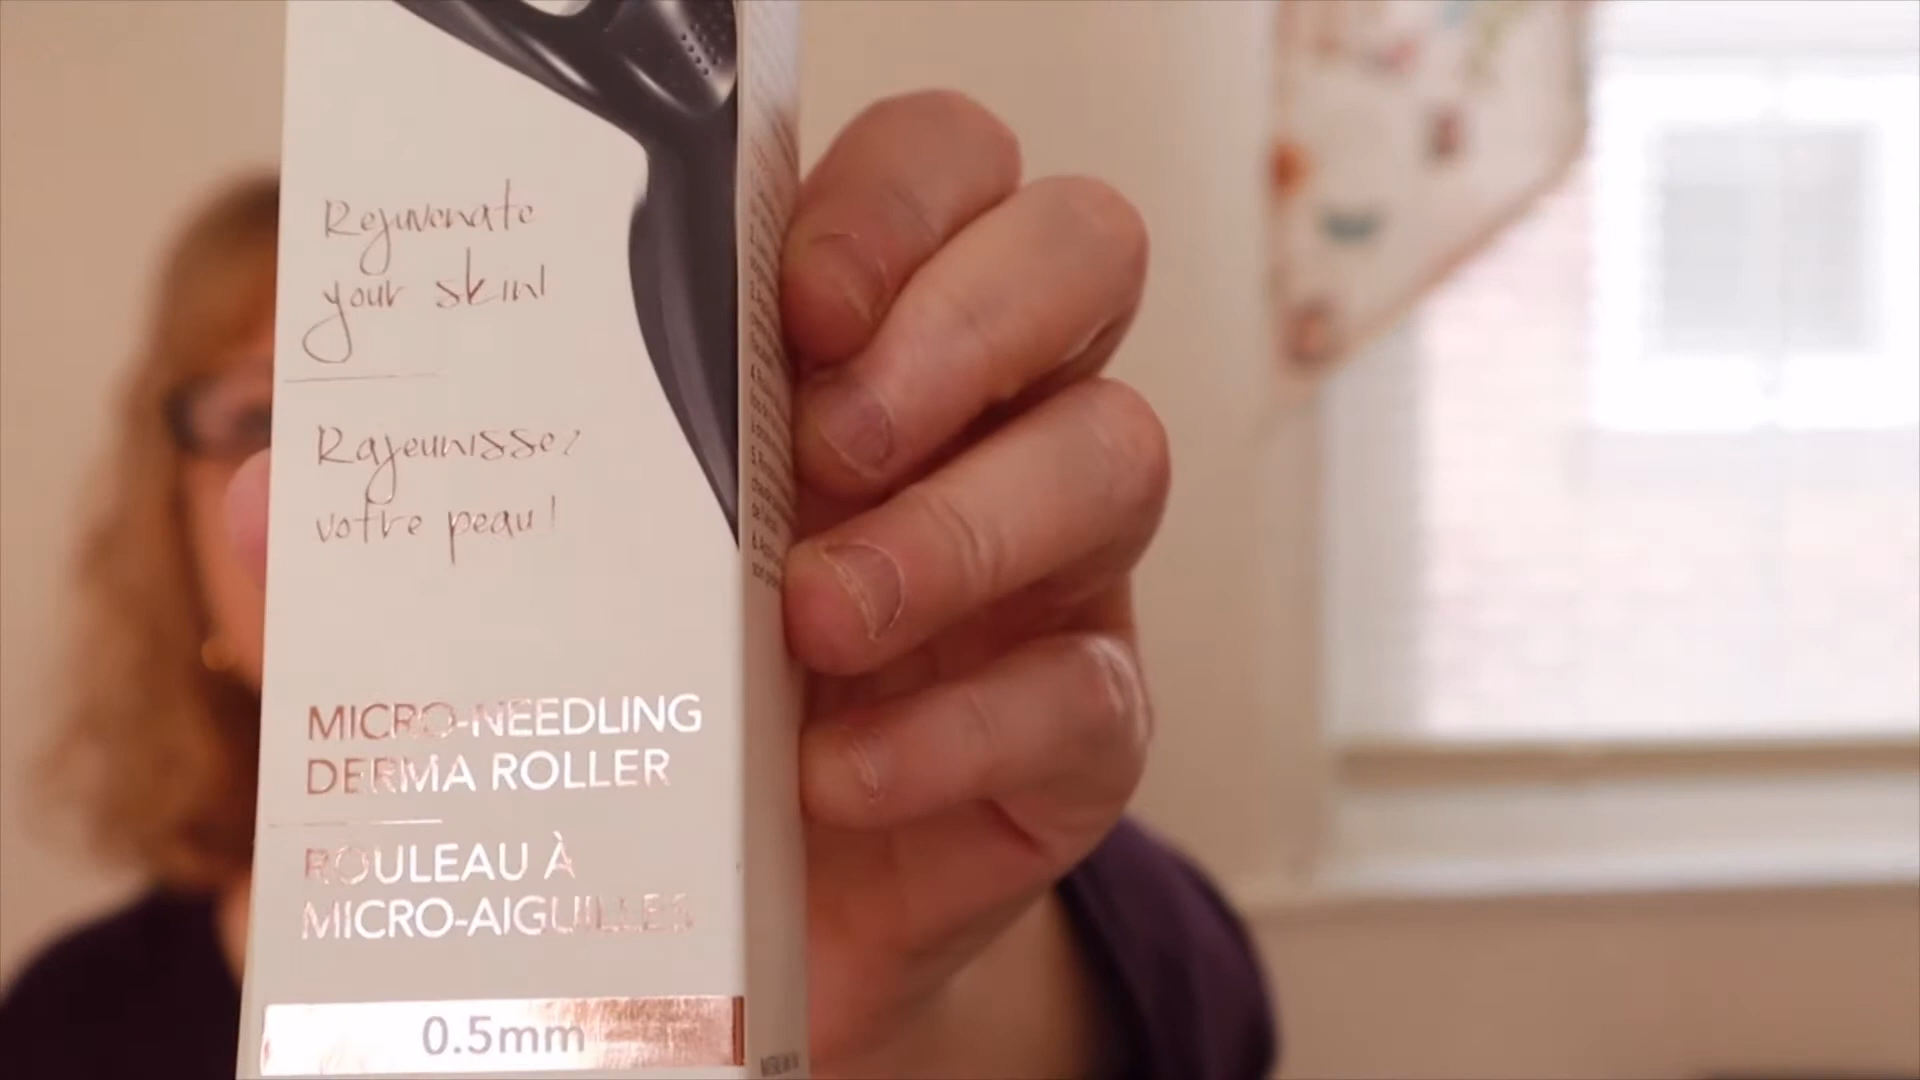 Rejuvenate
your skin!
Rajeunissez
votre peau!
MICRO-NEEDLING
DERMA ROLLER
ROULEAU À
MICRO-AIGUILLES
0.5mm